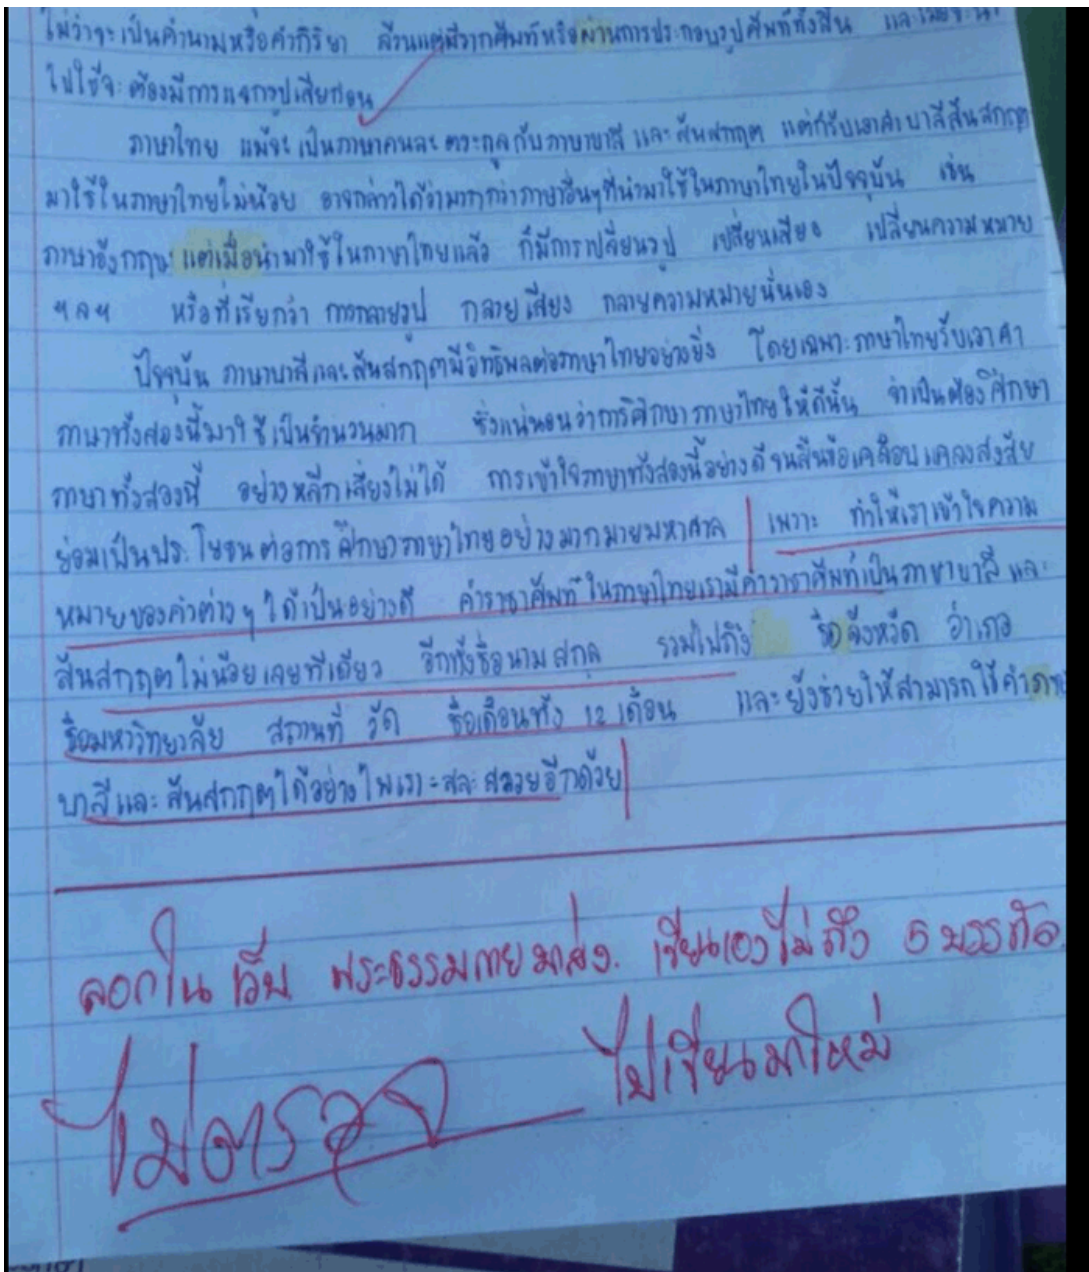 ไม่ว่าจะเป็นคำนามหรือคำกิริยา ล้วนแต่มีรากศัพท์หรือผ่านการประกอบรูปศัพท์ทั้งสิ้น และเมื่อจะนำ
ไปใช้จะต้องมีการแจกรูปเสียก่อน
ภาษาไทย แม้จะเป็นภาษาคนละตระกูลกับภาษาบาลี และสันสกฤต แต่ก็รับเอาคำบาลีสันสกฤต
มาใช้ในภาษาไทยไม่น้อย อาจกล่าวได้ว่ามากกว่าภาษาอื่นๆที่นำมาใช้ในภาษาไทยในปัจจุบัน เช่น
ภาษาอังกฤษ แต่เมื่อนำมาใช้ในภาษาไทยแล้ว ก็มีการเปลี่ยนรูป เปลี่ยนเสียง เปลี่ยนความหมาย
ฯลฯ หรือที่เรียกว่า การกลายรูป กลายเสียง กลายความหมายนั่นเอง
ปัจจุบัน ภาษาบาลีและสันสกฤตมีอิทธิพลต่อภาษาไทยอย่างยิ่ง โดยเฉพาะภาษาไทยรับเอาคำ
ภาษาทั้งสองนี้มาใช้เป็นจำนวนมาก ซึ่งแน่นอนว่าการศึกษาภาษาไทยให้ดีนั้น จำเป็นต้องศึกษา
ภาษาทั้งสองนี้ อย่างหลีกเลี่ยงไม่ได้ การเข้าใจภาษาทั้งสองนี้อย่างดีจนสิ้นข้อเคลือบแคลงสงสัย
ย่อมเป็นประโยชน์ต่อการศึกษาภาษาไทยอย่างมากมายมหาศาล เพราะ ทำให้เราเข้าใจความ
หมายของคำต่าง ๆ ได้เป็นอย่างดี คำราชาศัพท์ในภาษาไทยเรามีคำราชาศัพท์เป็นภาษาบาลีและ
สันสกฤตไม่น้อยเลยทีเดียว อีกทั้งชื่อนามสกุล รวมไปถึง ชื่อจังหวัด อำเภอ
ชื่อมหาวิทยาลัย สถานที่ วัด ชื่อเดือนทั้ง 12 เดือน และยังช่วยให้สามารถใช้คำ
บาลีและสันสกฤตได้อย่างไพเราะสละสลวยอีกด้วย
ลอกในเว็บ พระธรรมกายมาส่ง. เขียนเองไม่ถึง 5 บรรทัด.
ไม่ตรวจ ไปเขียนมาใหม่